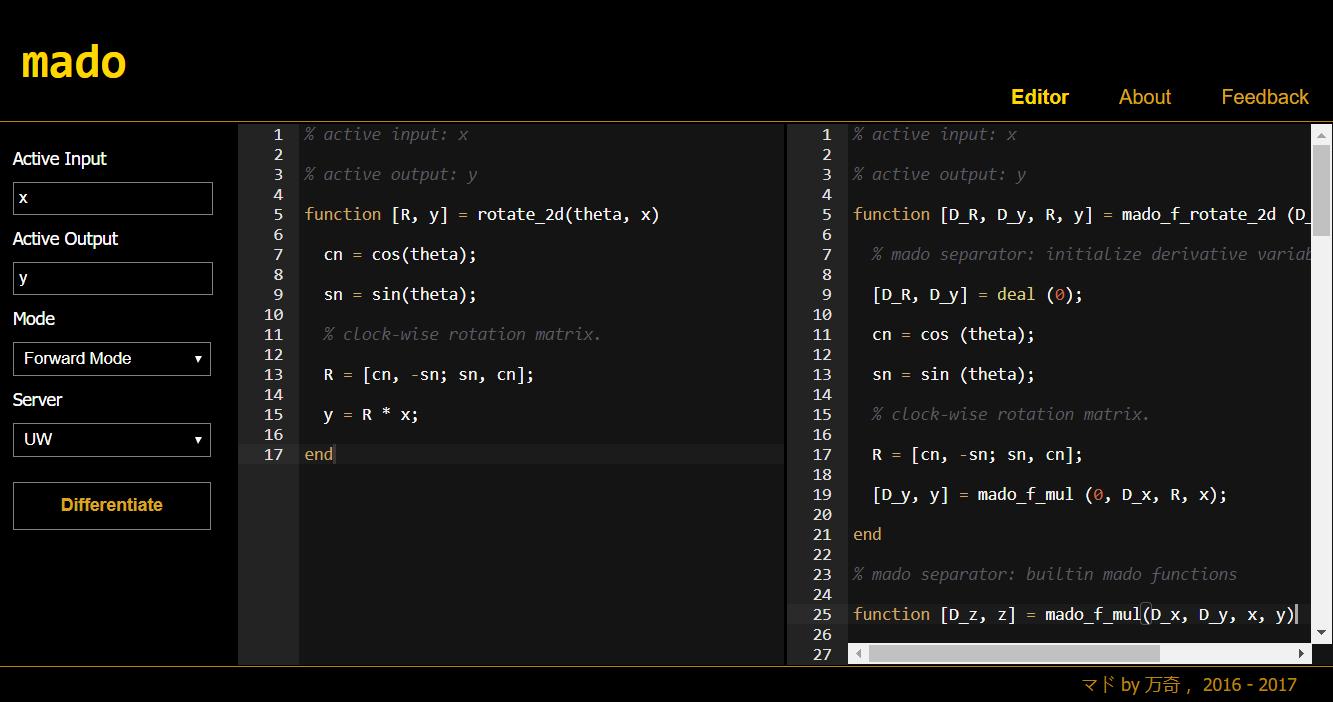 mado
Editor About Feedback
Active Input
x
Active Output
y
Mode
Forward Mode
Server
UW
Differentiate
1 % active input: x
2
3 % active output: y
4
5 function [R, y] = rotate_2d(theta, x)
6
7 cn = cos(theta);
8
9 sn = sin(theta);
10
11 % clock-wise rotation matrix.
12
13 R = [cn, -sn; sn, cn];
14
15 y = R * x;
16
17 end
1 % active input: x
2
3 % active output: y
4
5 function [D_R, D_y, R, y] = mado_f_rotate_2d (D_
6
7 % mado separator: initialize derivative variab
8
9 [D_R, D_y] = deal (0);
10
11 cn = cos (theta);
12
13 sn = sin (theta);
14
15 % clock-wise rotation matrix.
16
17 R = [cn, -sn; sn, cn];
18
19 [D_y, y] = mado_f_mul (0, D_x, R, x);
20
21 end
22
23 % mado separator: builtin mado functions
24
25 function [D_z, z] = mado_f_mul(D_x, D_y, x, y)
26
27
マド by 万奇 , 2016 - 2017